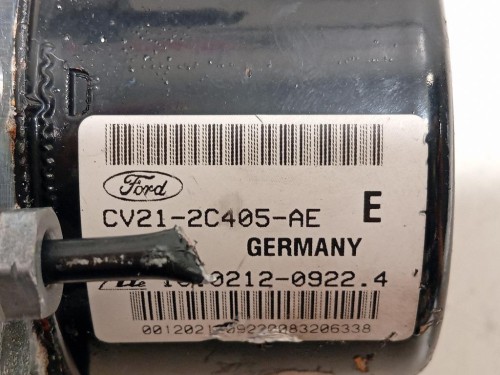 D
Ford
CV21-2C405-AE E
GERMANY
0212-0922.4